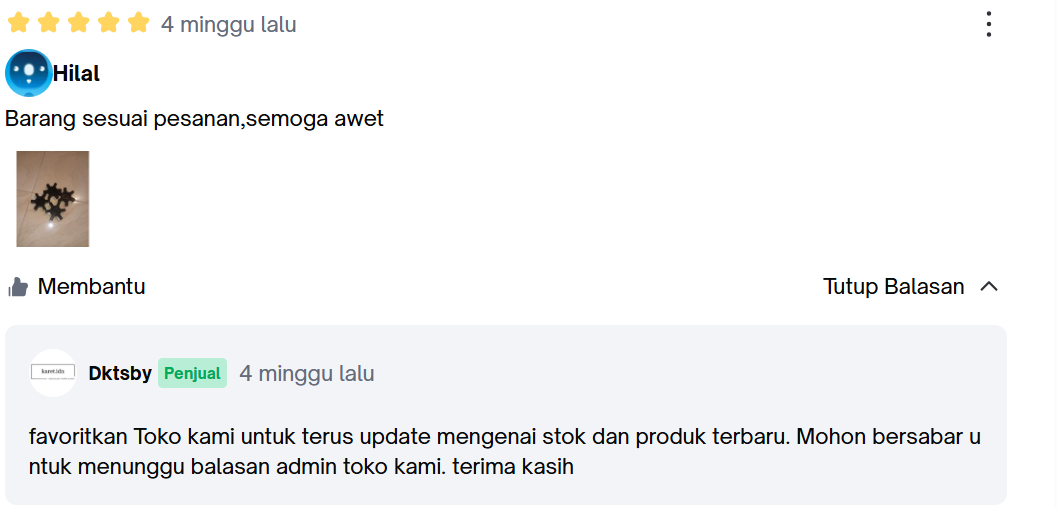 4 minggu lalu
Hilal
Barang sesuai pesanan,semoga awet
Membantu
Tutup Balasan
karet.idn
Dktsby Penjual 4 minggu lalu
favoritkan Toko kami untuk terus update mengenai stok dan produk terbaru. Mohon bersabar u
ntuk menunggu balasan admin toko kami. terima kasih